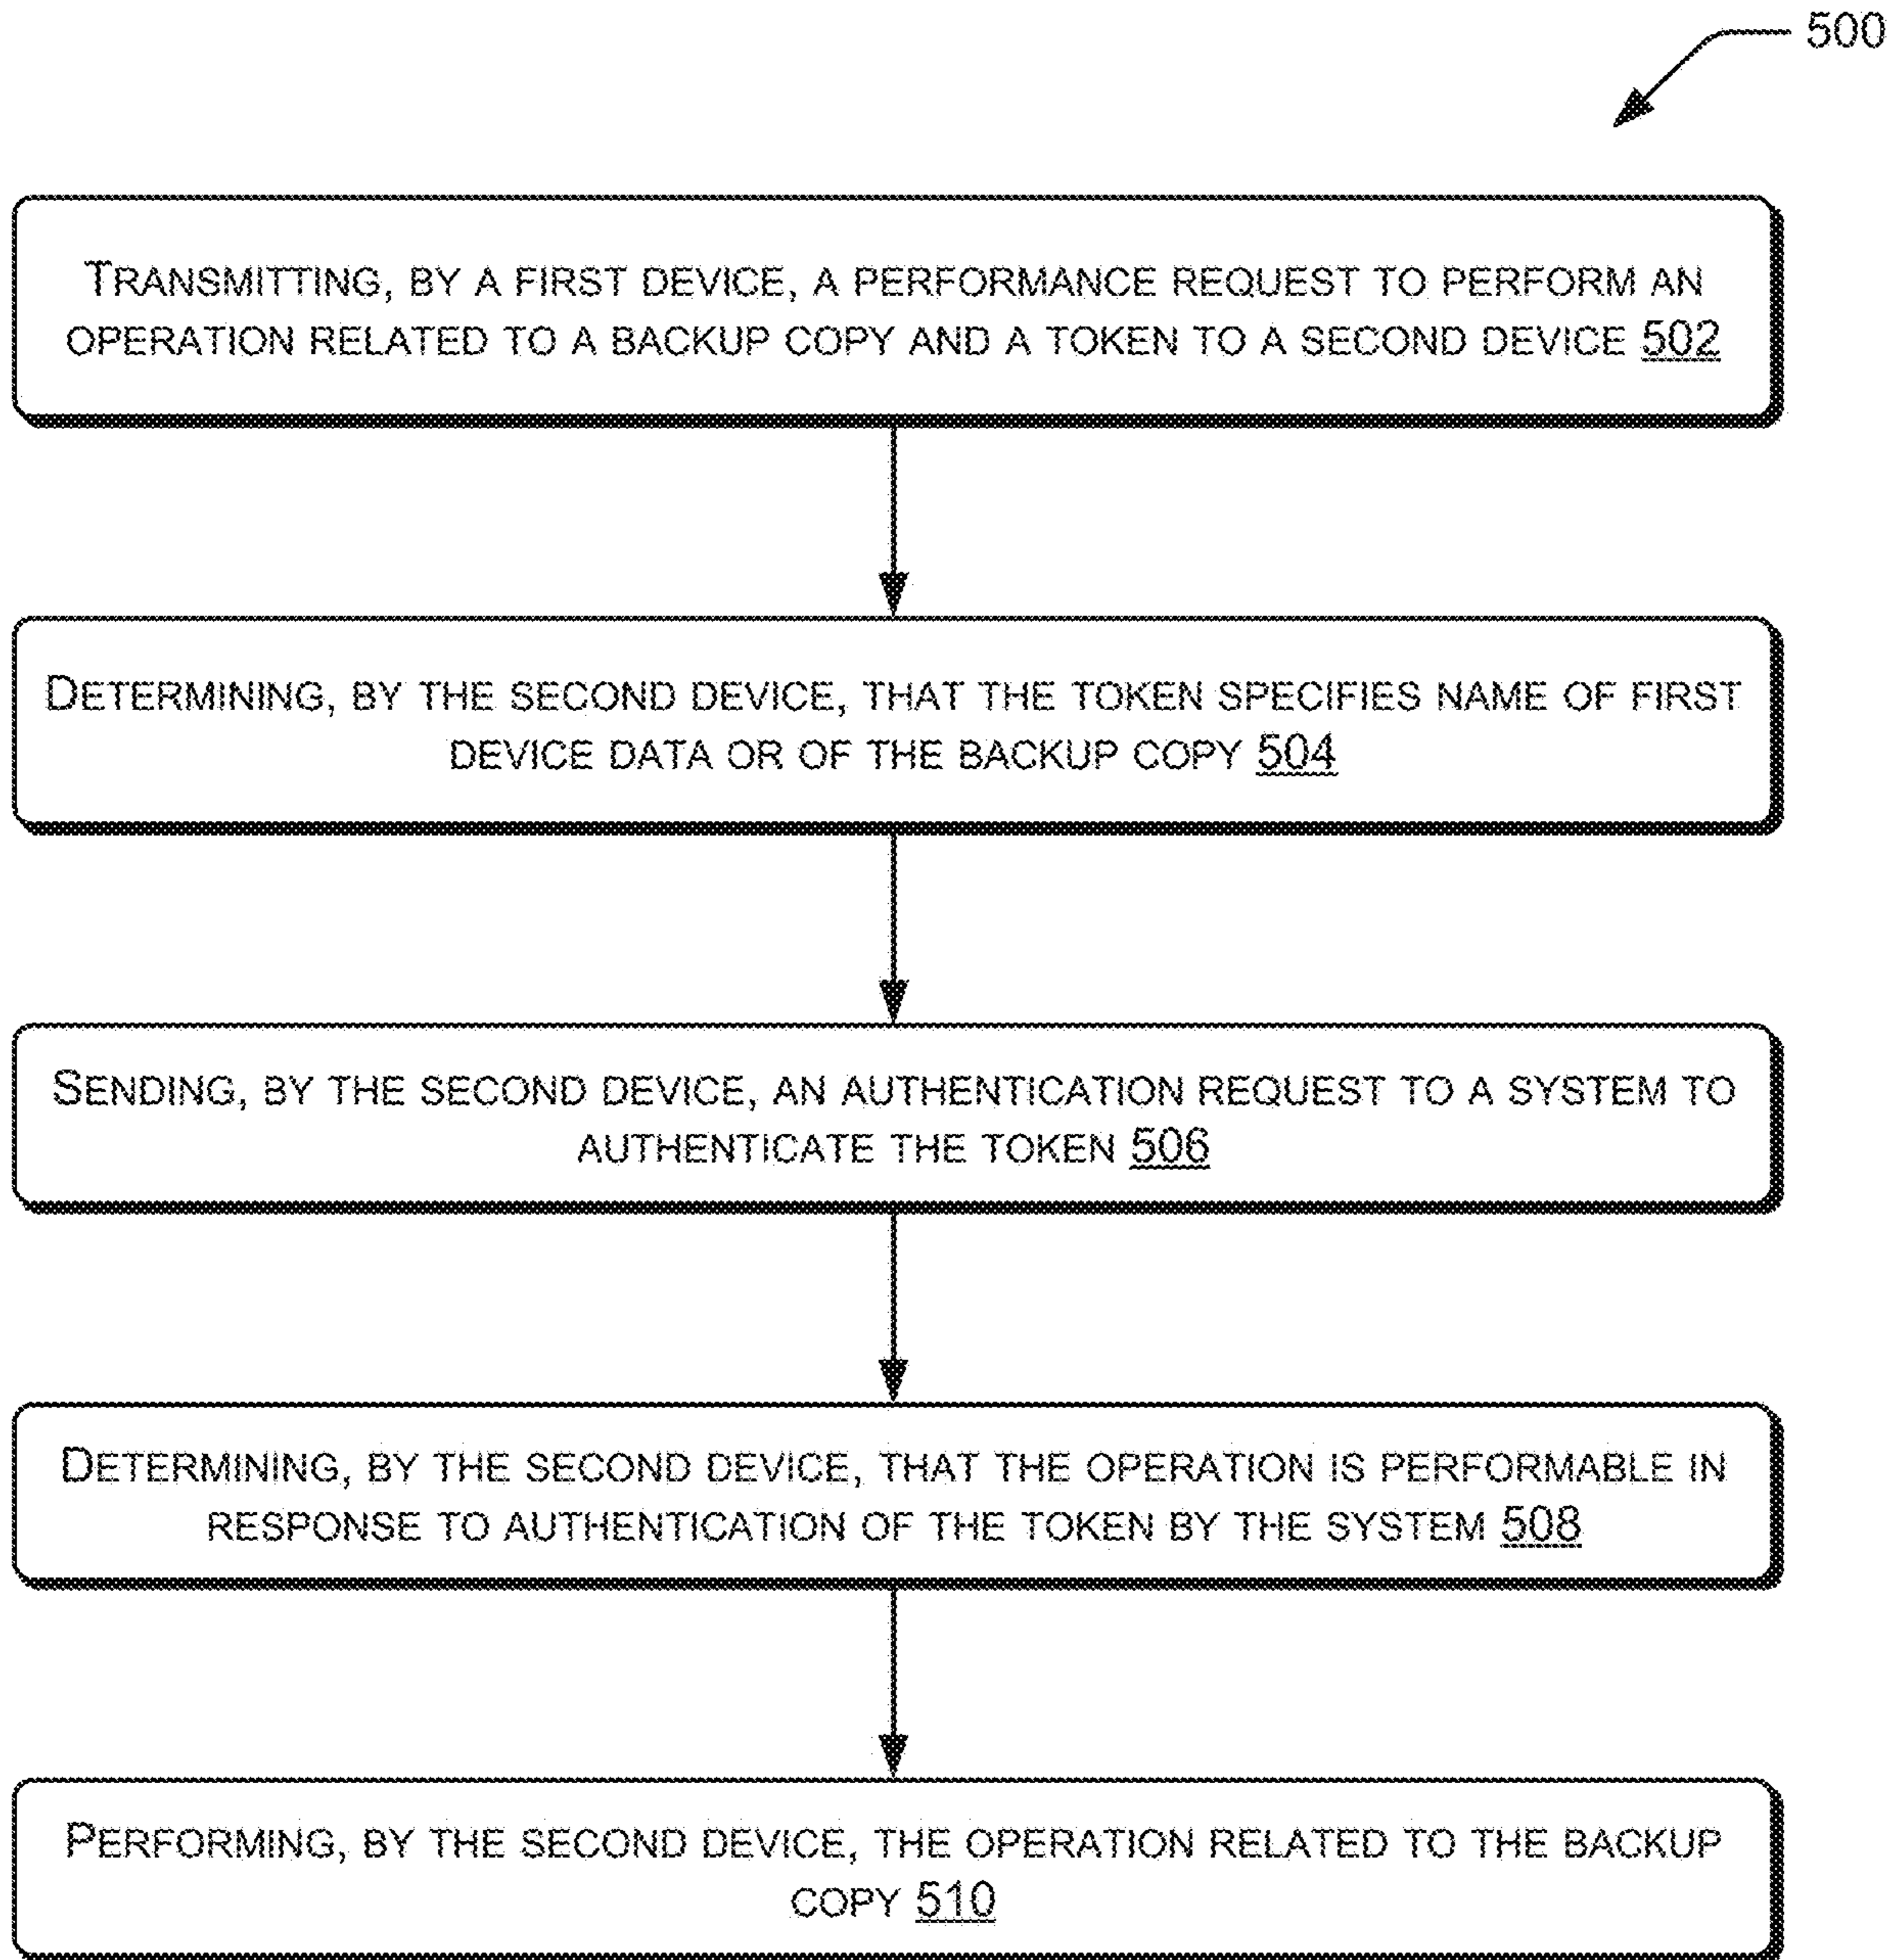 500
TRANSMITTING, BY A FIRST DEVICE, A PERFORMANCE REQUEST TO PERFORM AN
OPERATION RELATED TO A BACKUP COPY AND A TOKEN TO A SECOND DEVICE 502
DETERMINING, BY THE SECOND DEVICE, THAT THE TOKEN SPECIFIES NAME OF FIRST
DEVICE DATA OR OF THE BACKUP COPY 504
SENDING, BY THE SECOND DEVICE, AN AUTHENTICATION REQUEST TO A SYSTEM TO
AUTHENTICATE THE TOKEN 506
DETERMINING, BY THE SECOND DEVICE, THAT THE OPERATION IS PERFORMABLE IN
RESPONSE TO AUTHENTICATION OF THE TOKEN BY THE SYSTEM 508
PERFORMING, BY THE SECOND DEVICE, THE OPERATION RELATED TO THE BACKUP
COPY 510